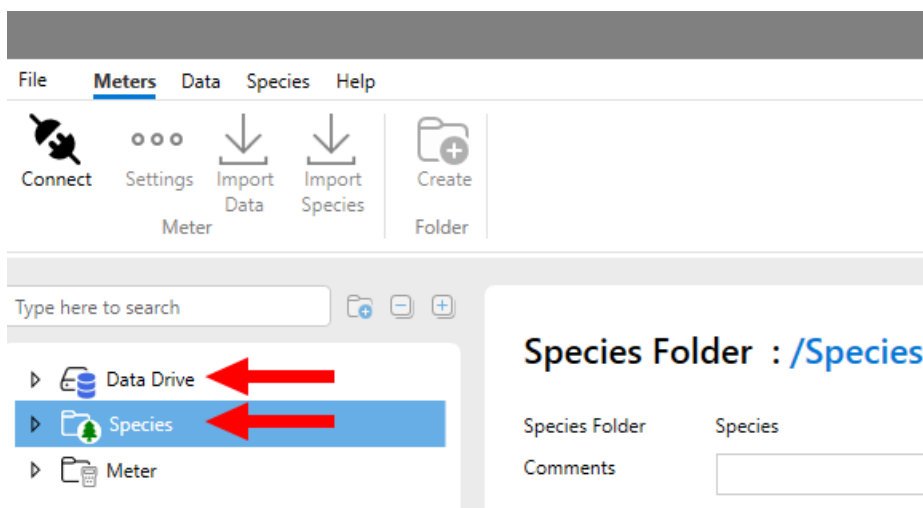 File Meters Data Species Help
Connect Settings Import Data Import Species Create
Meter Folder
Type here to search
Species Folder : /Species
Data Drive
Species
Meter
Species Folder Species
Comments